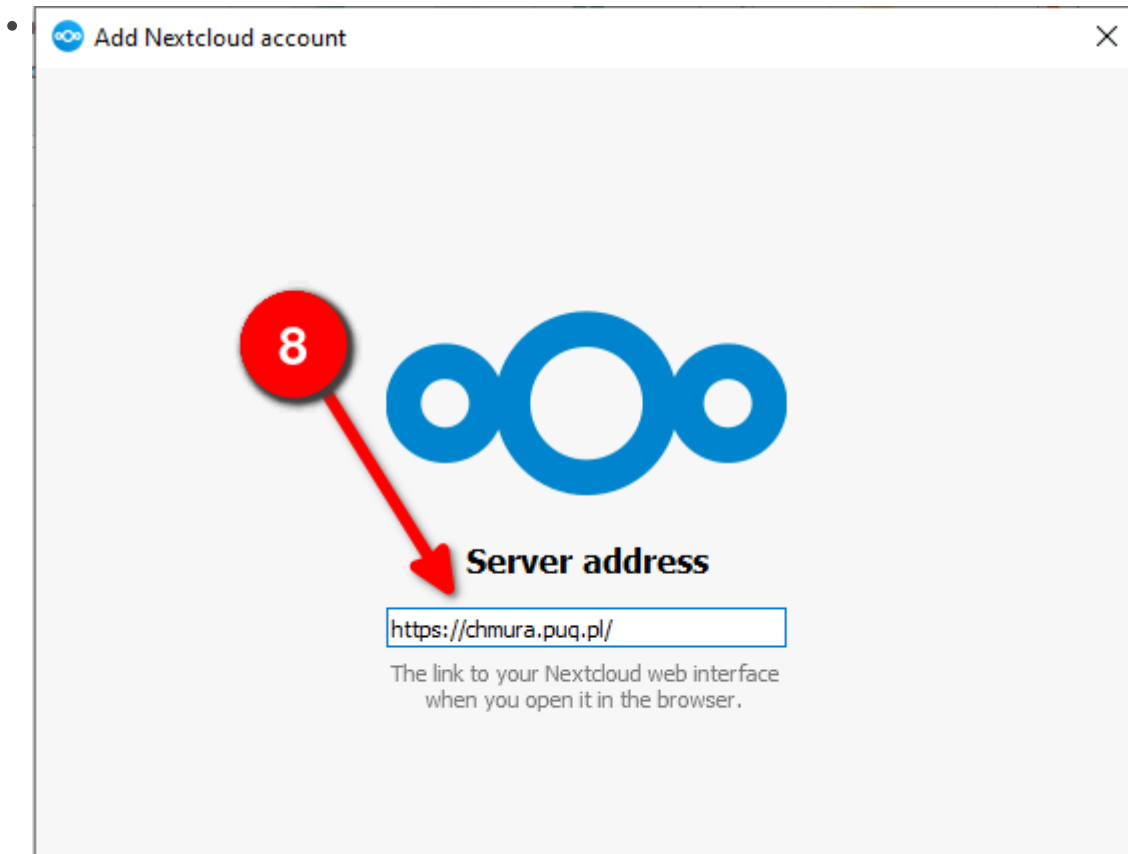 Add Nextcloud account
8
Server address
https://chmura.puq.pl/
The link to your Nextcloud web interface
when you open it in the browser.